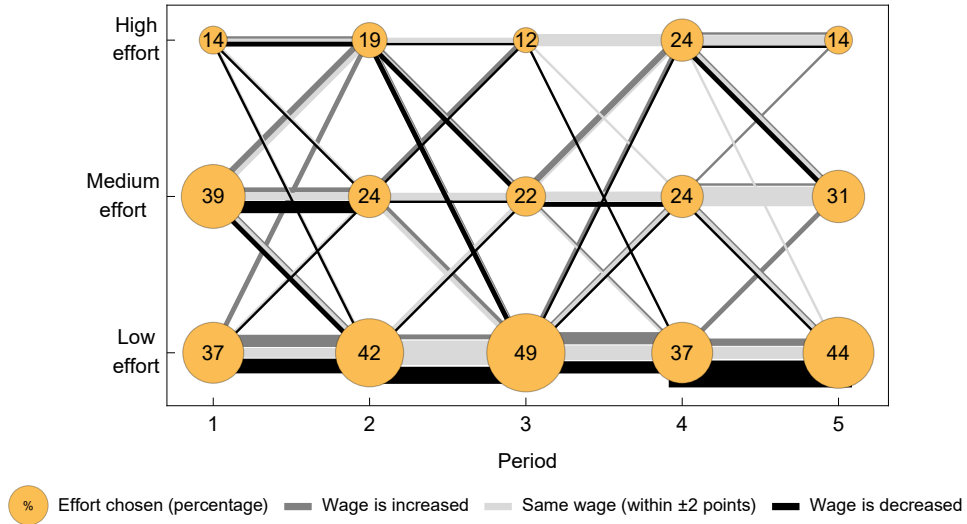 High
effort
14
19
12
24
14
Medium
effort
39
24
22
24
31
Low
effort
37
42
49
37
44
1 2 3 4 5
Period
% Effort chosen (percentage) Wage is increased Same wage (within ±2 points) Wage is decreased